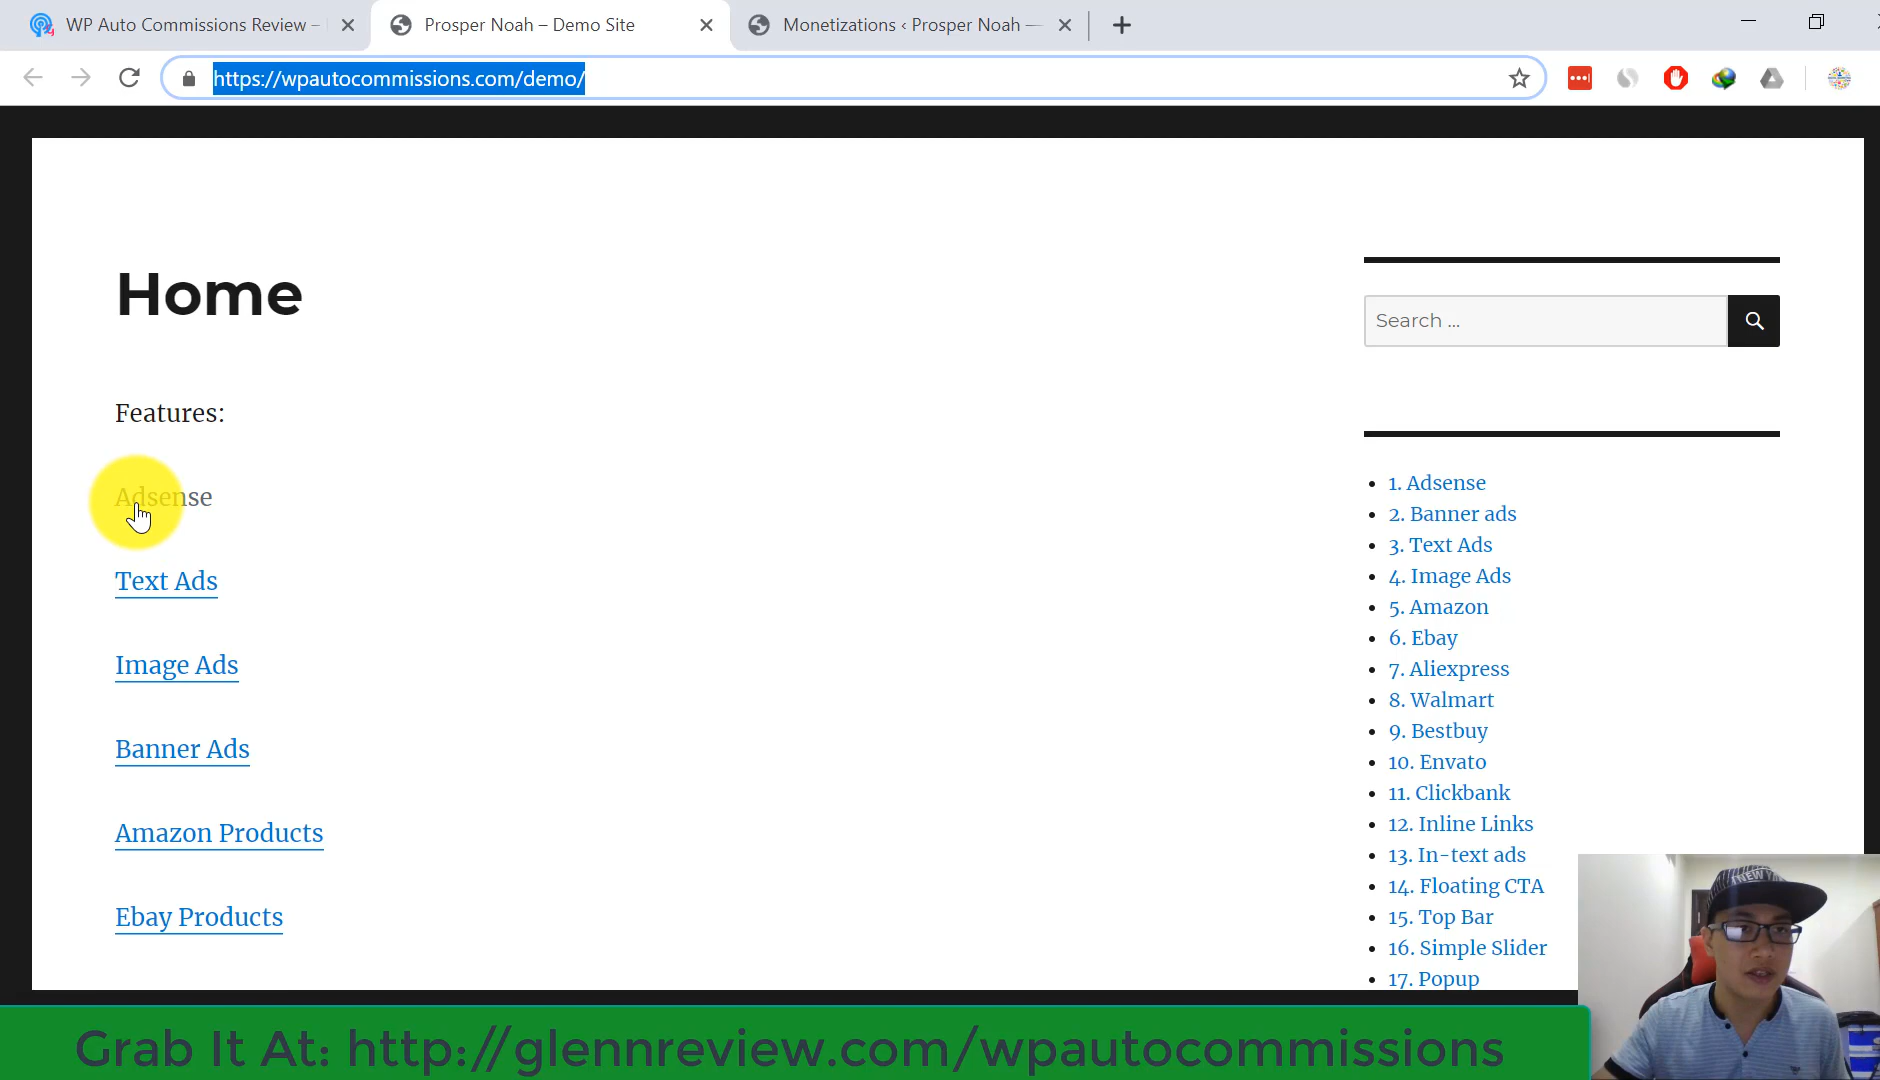 WP Auto Commissions Review –
Prosper Noah – Demo Site
Monetizations ‹ Prosper Noah —
https://wpautocommissions.com/demo/
Home
Features:
Adsense
Text Ads
Image Ads
Banner Ads
Amazon Products
Ebay Products
Search ...
1. Adsense
2. Banner ads
3. Text Ads
4. Image Ads
5. Amazon
6. Ebay
7. Aliexpress
8. Walmart
9. Bestbuy
10. Envato
11. Clickbank
12. Inline Links
13. In-text ads
14. Floating CTA
15. Top Bar
16. Simple Slider
17. Popup
Grab It At: http://glennreview.com/wpautocommissions